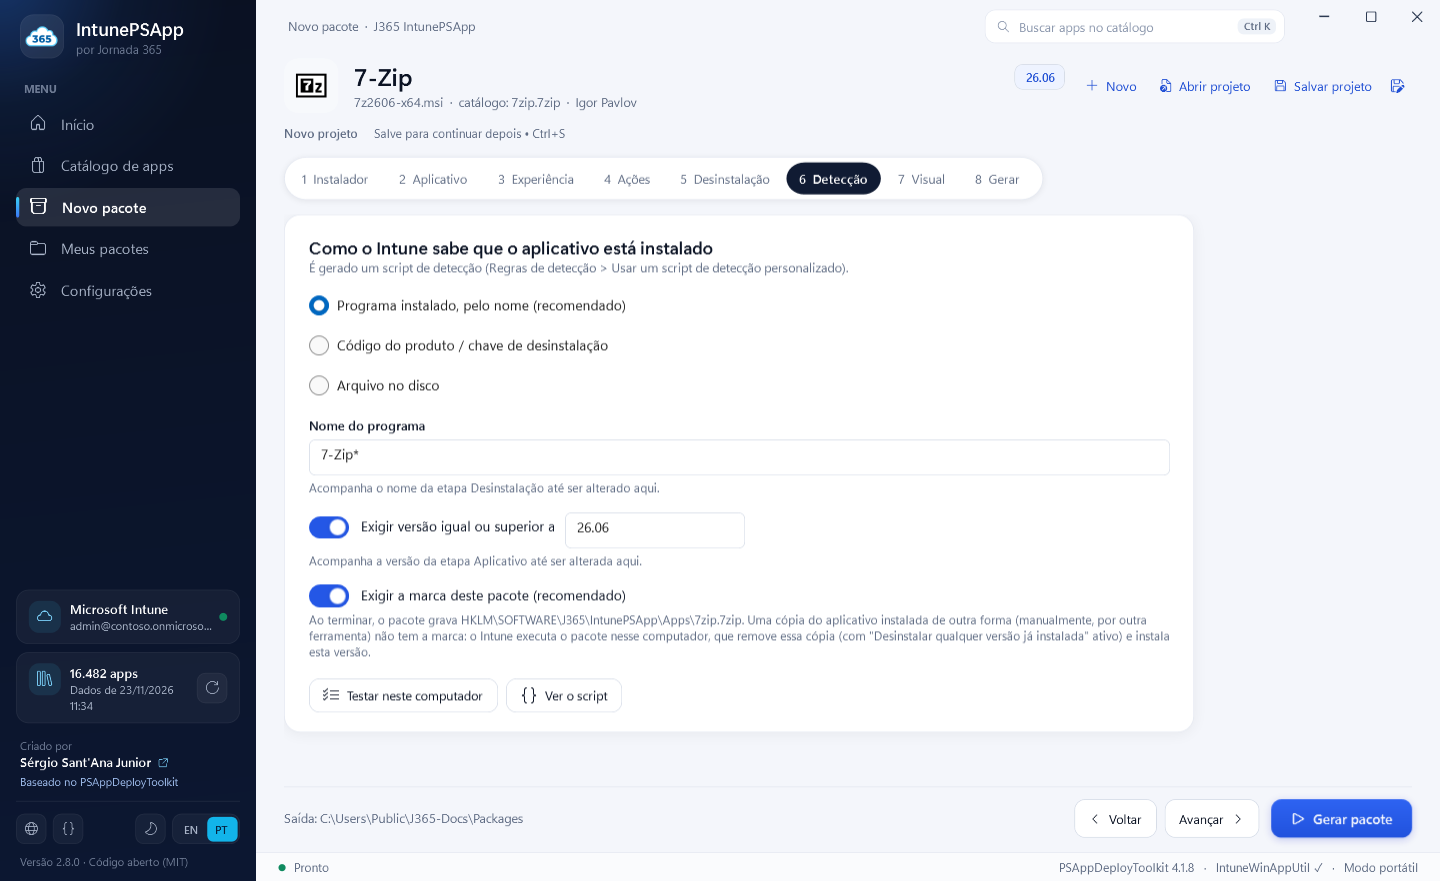 365
IntunePSApp
por Jornada 365
MENU
Início
Catálogo de apps
Novo pacote
Meus pacotes
Configurações
Microsoft Intune
admin@contoso.onmicroso...
16.482 apps
Dados de 23/11/2026
11:34
Criado por
Sérgio Sant'Ana Junior
Baseado no PSAppDeployToolkit
EN PT
Versão 2.8.0 · Código aberto (MIT)
Novo pacote · J365 IntunePSApp
Buscar apps no catálogo Ctrl K
7z
7-Zip
7z2606-x64.msi · catálogo: 7zip.7zip · Igor Pavlov
26.06
Novo
Abrir projeto
Salvar projeto
Novo projeto Salve para continuar depois • Ctrl+S
1 Instalador 2 Aplicativo 3 Experiência 4 Ações 5 Desinstalação 6 Detecção 7 Visual 8 Gerar
Como o Intune sabe que o aplicativo está instalado
É gerado um script de detecção (Regras de detecção > Usar um script de detecção personalizado).
Programa instalado, pelo nome (recomendado)
Código do produto / chave de desinstalação
Arquivo no disco
Nome do programa
7-Zip*
Acompanha o nome da etapa Desinstalação até ser alterado aqui.
Exigir versão igual ou superior a 26.06
Acompanha a versão da etapa Aplicativo até ser alterada aqui.
Exigir a marca deste pacote (recomendado)
Ao terminar, o pacote grava HKLM\SOFTWARE\J365\IntunePSApp\Apps\7zip.7zip. Uma cópia do aplicativo instalada de outra forma (manualmente, por outra
ferramenta) não tem a marca: o Intune executa o pacote nesse computador, que remove essa cópia (com "Desinstalar qualquer versão já instalada" ativo) e instala
esta versão.
Testar neste computador
{} Ver o script
Saída: C:\Users\Public\J365-Docs\Packages
Voltar
Avançar
Gerar pacote
Pronto
PSAppDeployToolkit 4.1.8 · IntuneWinAppUtil ✓ · Modo portátil